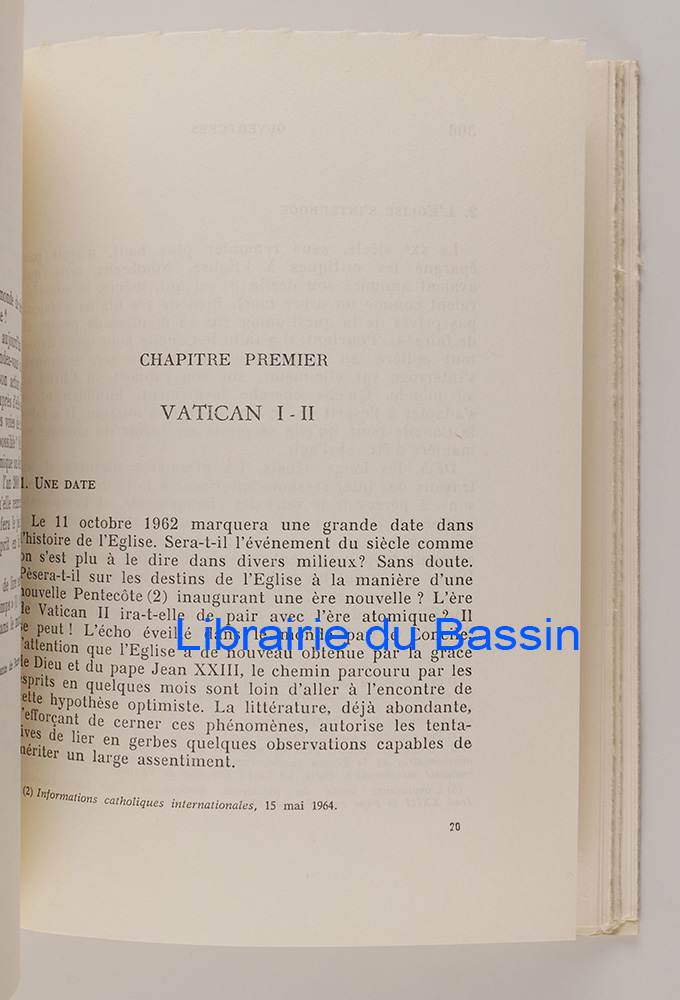 CHAPITRE PREMIER
VATICAN I - II
1. UNE DATE
Le 11 octobre 1962 marquera une grande date dans
l'histoire de l'Eglise. Sera-t-il l'événement du siècle comme
on s'est plu à le dire dans divers milieux? Sans doute.
Pèsera-t-il sur les destins de l'Eglise à la manière d'une
nouvelle Pentecôte (2) inaugurant une ère nouvelle ? L'ère
de Vatican II ira-t-elle de pair avec l'ère atomique ? Il
se peut ! L'écho éveillé dans le monde par le Concile,
l'attention que l'Eglise a de nouveau obtenue par la grâce
de Dieu et du pape Jean XXIII, le chemin parcouru par les
esprits en quelques mois sont loin d'aller à l'encontre de
cette hypothèse optimiste. La littérature, déjà abondante,
s'efforçant de cerner ces phénomènes, autorise les tenta-
tives de lier en gerbes quelques observations capables de
mériter un large assentiment.
(2) Informations catholiques internationales, 15 mai 1964.
20
Librairie du Bassin